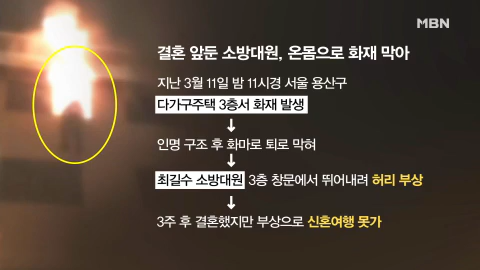 MBN
결혼 앞둔 소방대원, 온몸으로 화재 막아
지난 3월 11일 밤 11시경 서울 용산구
다가구주택 3층서 화재 발생
인명 구조 후 화마로 퇴로 막혀
최길수 소방대원 3층 창문에서 뛰어내려 허리 부상
3주 후 결혼했지만 부상으로 신혼여행 못가